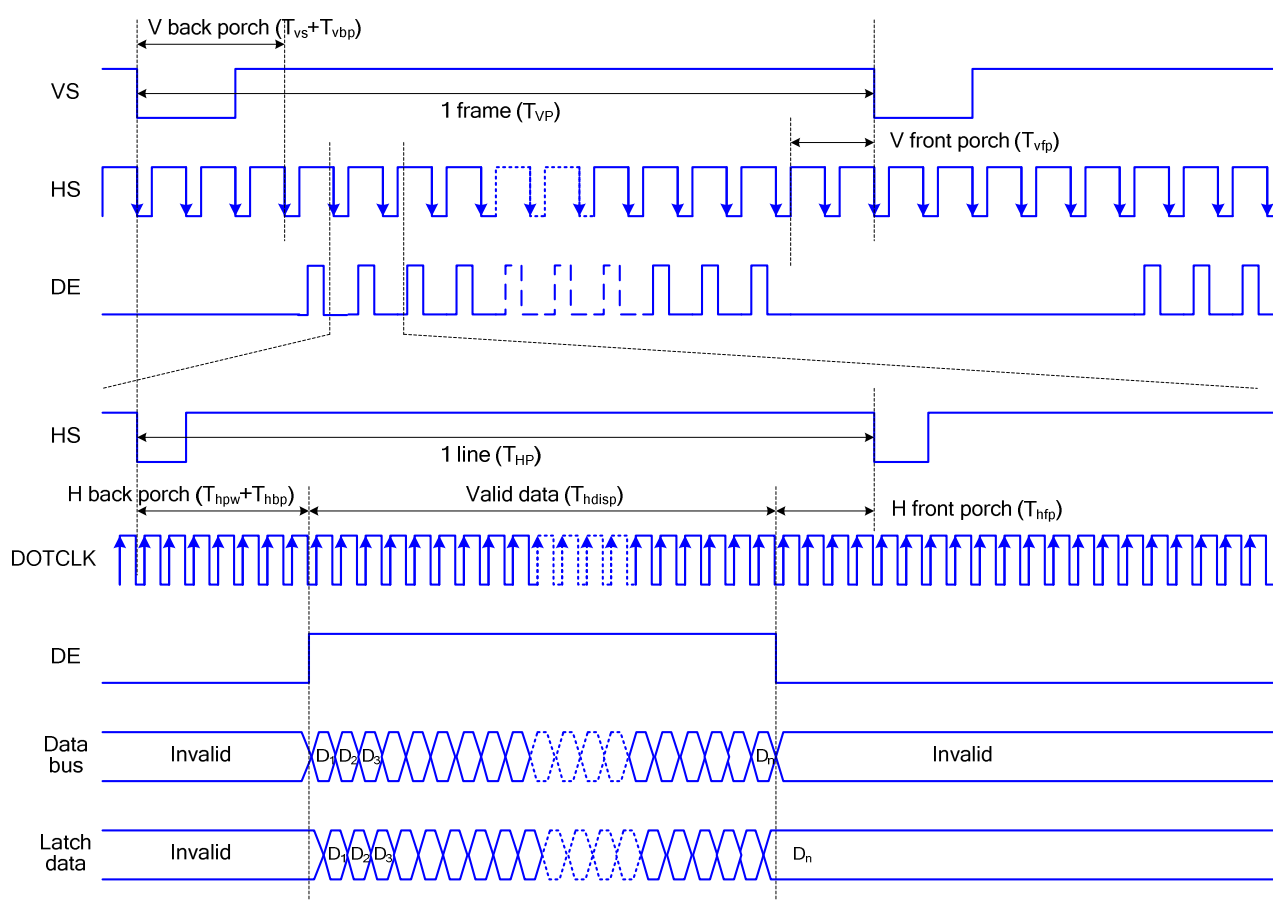 V back porch (Tvs+Tvbp)
VS
1 frame (TVP)
V front porch (Tvfp)
HS
DE
HS
1 line (THP)
H back porch (Thpw+Thbp)
Valid data (Thdisp)
H front porch (Thfp)
DOTCLK
DE
Data
bus
Invalid
D1
D2
D3
Dn
Invalid
Latch
data
Invalid
D1
D2
D3
Dn